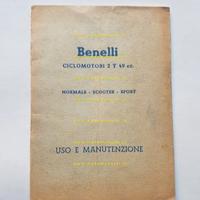 Benelli
CICLOMOTORI 2 T 49 cc.
NORMALE - SCOOTER - SPORT
USO E MANUTENZIONE